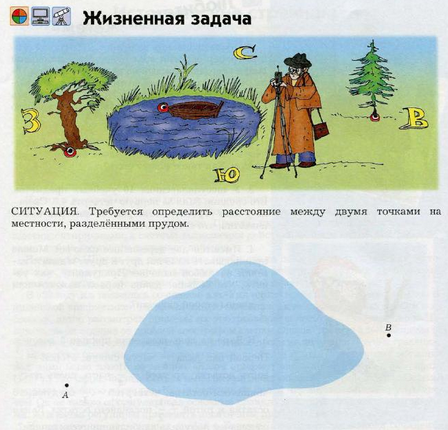 Жизненная задача
С
З
В
Ю
СИТУАЦИЯ. Требуется определить расстояние между двумя точками на
местности, разделёнными прудом.
B
A